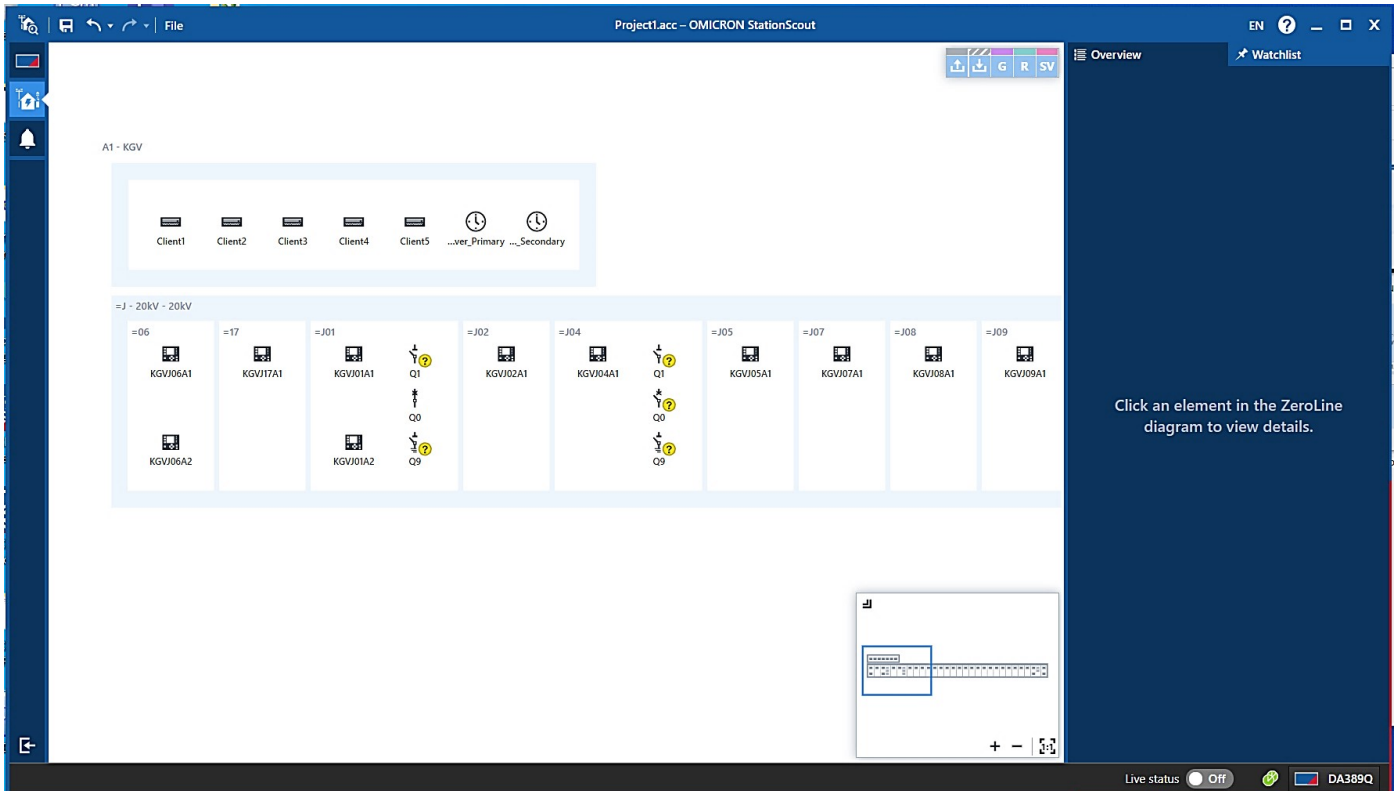 File
Project1.acc – OMICRON StationScout
EN
G R SV
Overview
Watchlist
A1 - KGV
Client1 Client2 Client3 Client4 Client5 ...ver_Primary ..._Secondary
=J - 20kV - 20kV
=06 =17 =J01 =J02 =J04 =J05 =J07 =J08 =J09
KGVJ06A1 KGVJ17A1 KGVJ01A1 Q1 KGVJ02A1 KGVJ04A1 Q1 KGVJ05A1 KGVJ07A1 KGVJ08A1 KGVJ09A1
Q0 Q0
KGVJ06A2 KGVJ01A2 Q9 Q9
Click an element in the ZeroLine
diagram to view details.
1:1
Live status Off DA389Q